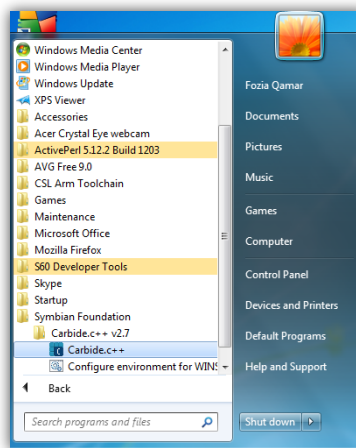 Windows Media Center
Windows Media Player
Windows Update
XPS Viewer
Accessories
Acer Crystal Eye webcam
ActivePerl 5.12.2 Build 1203
AVG Free 9.0
CSL Arm Toolchain
Games
Maintenance
Microsoft Office
Mozilla Firefox
S60 Developer Tools
Skype
Startup
Symbian Foundation
Carbide.c++ v2.7
Carbide.c++
Configure environment for WINS
Back
Search programs and files
Fozia Qamar
Documents
Pictures
Music
Games
Computer
Control Panel
Devices and Printers
Default Programs
Help and Support
Shut down